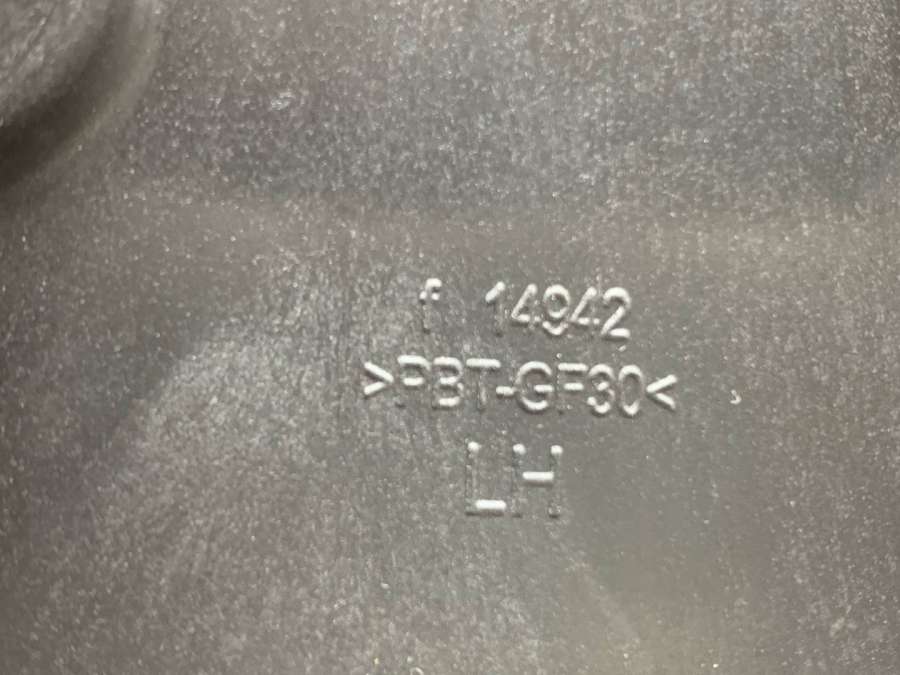 f 14942
>PBT-GF30<
LH